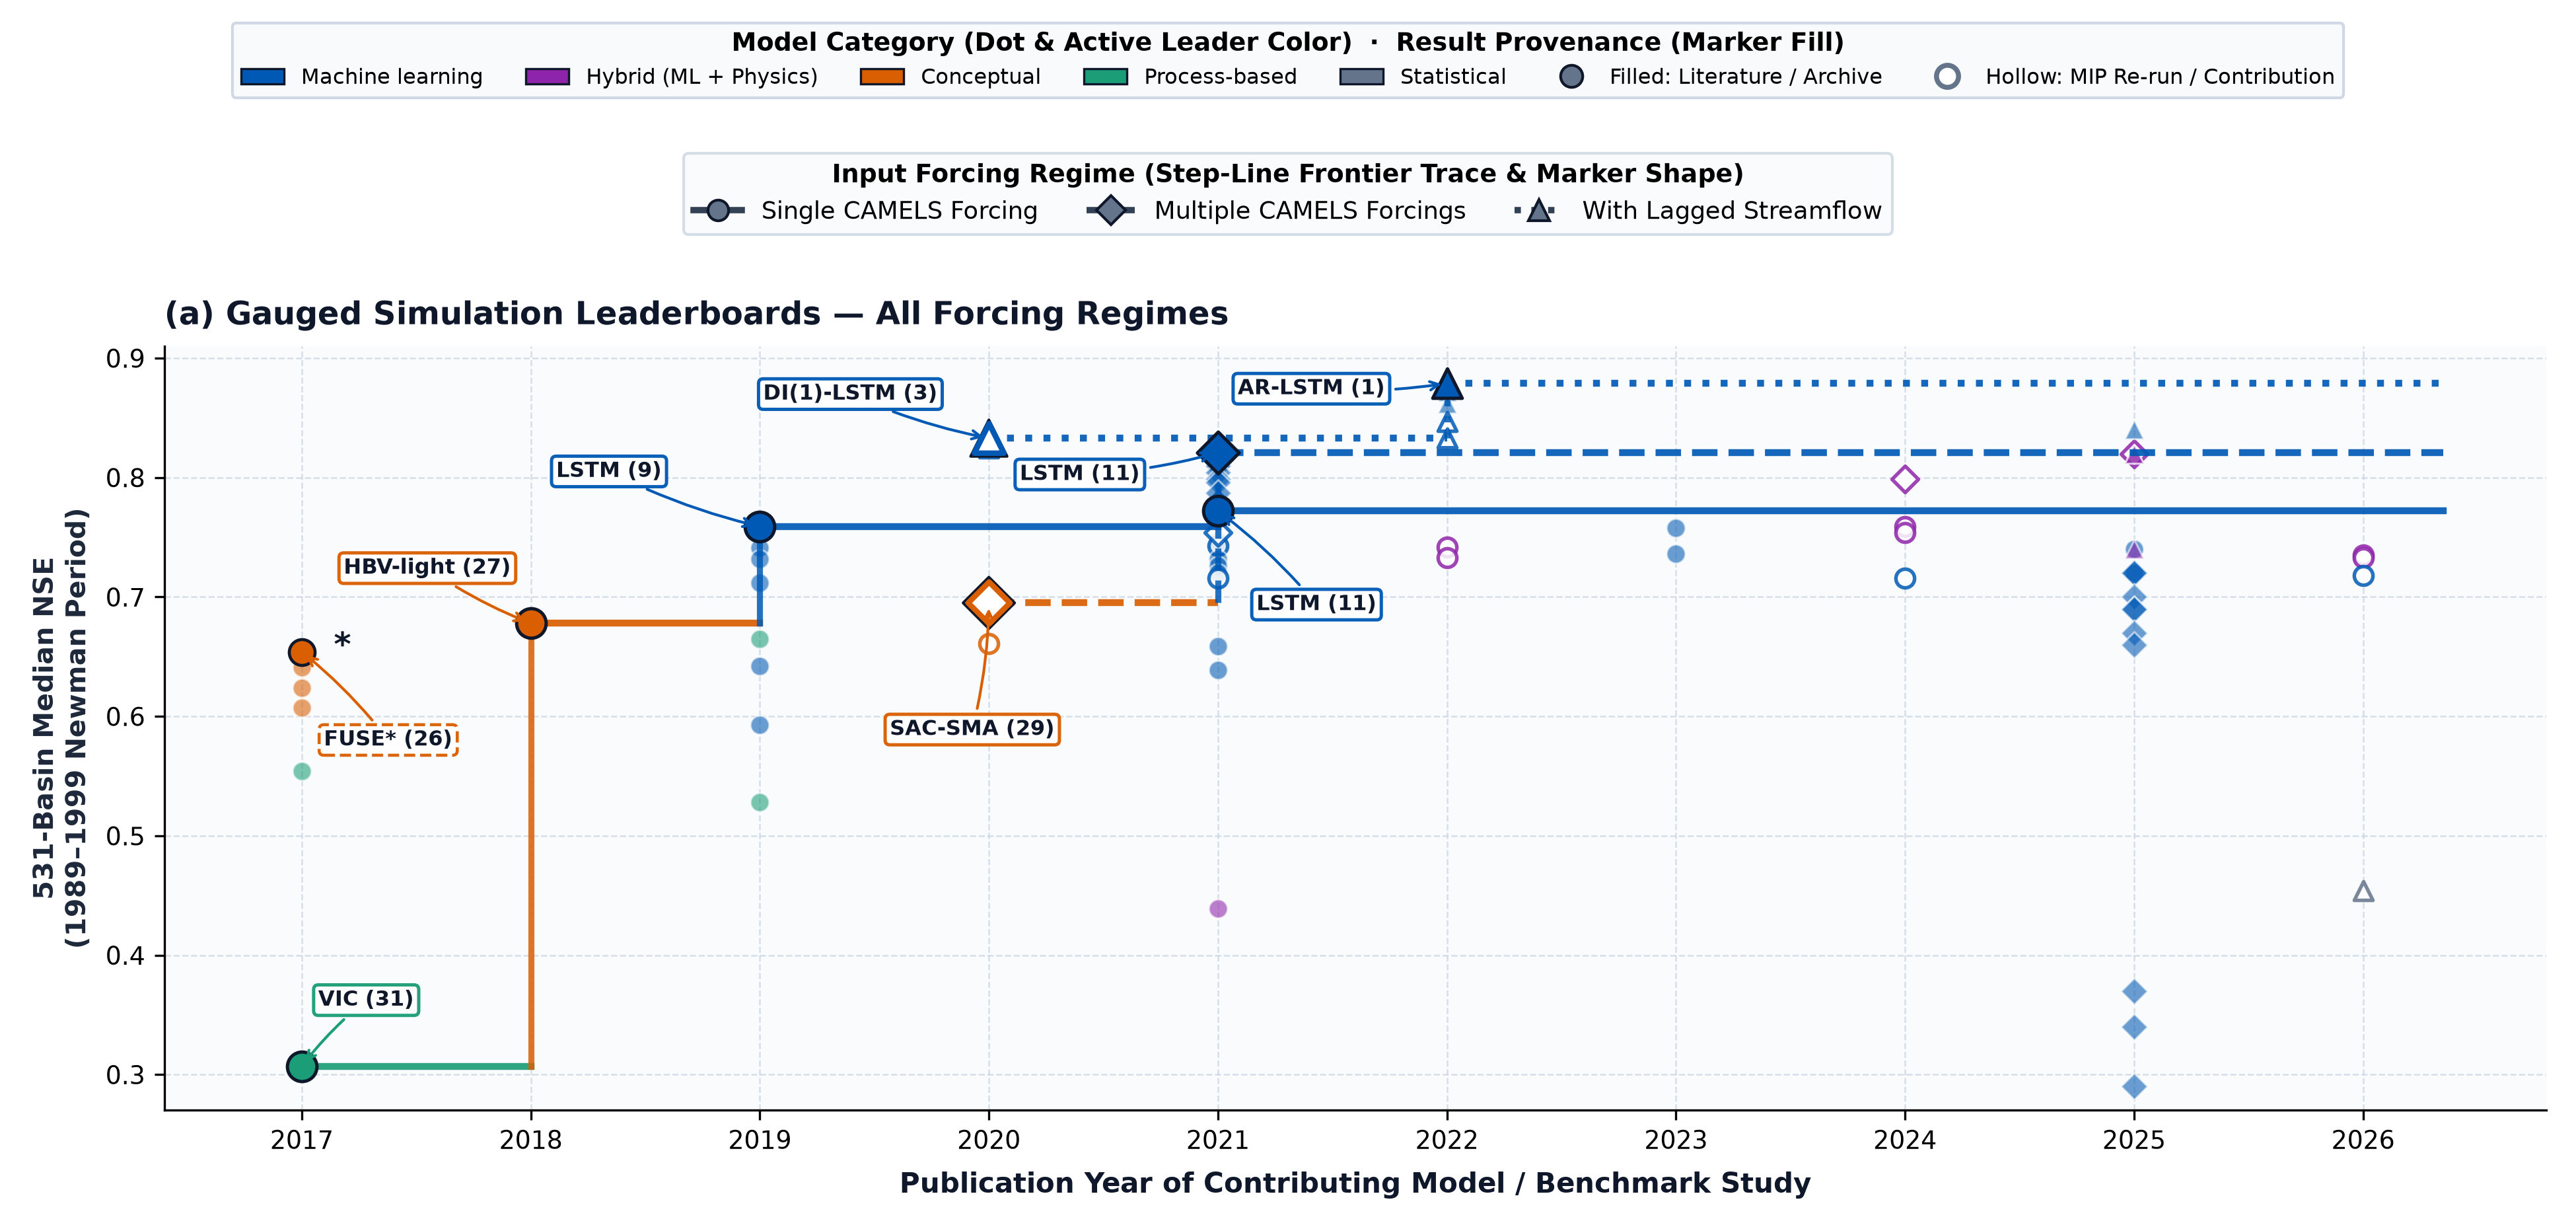 Model Category (Dot & Active Leader Color)  ·  Result Provenance (Marker Fill)
Machine learning
Hybrid (ML + Physics)
Conceptual
Process-based
Statistical
Filled: Literature / Archive
Hollow: MIP Re-run / Contribution
Input Forcing Regime (Step-Line Frontier Trace & Marker Shape)
Single CAMELS Forcing
Multiple CAMELS Forcings
With Lagged Streamflow
(a) Gauged Simulation Leaderboards — All Forcing Regimes
531-Basin Median NSE
(1989–1999 Newman Period)
0.9
0.8
0.7
0.6
0.5
0.4
0.3
DI(1)-LSTM (3)
AR-LSTM (1)
LSTM (9)
LSTM (11)
HBV-light (27)
LSTM (11)
*
FUSE* (26)
SAC-SMA (29)
VIC (31)
2017
2018
2019
2020
2021
2022
2023
2024
2025
2026
Publication Year of Contributing Model / Benchmark Study